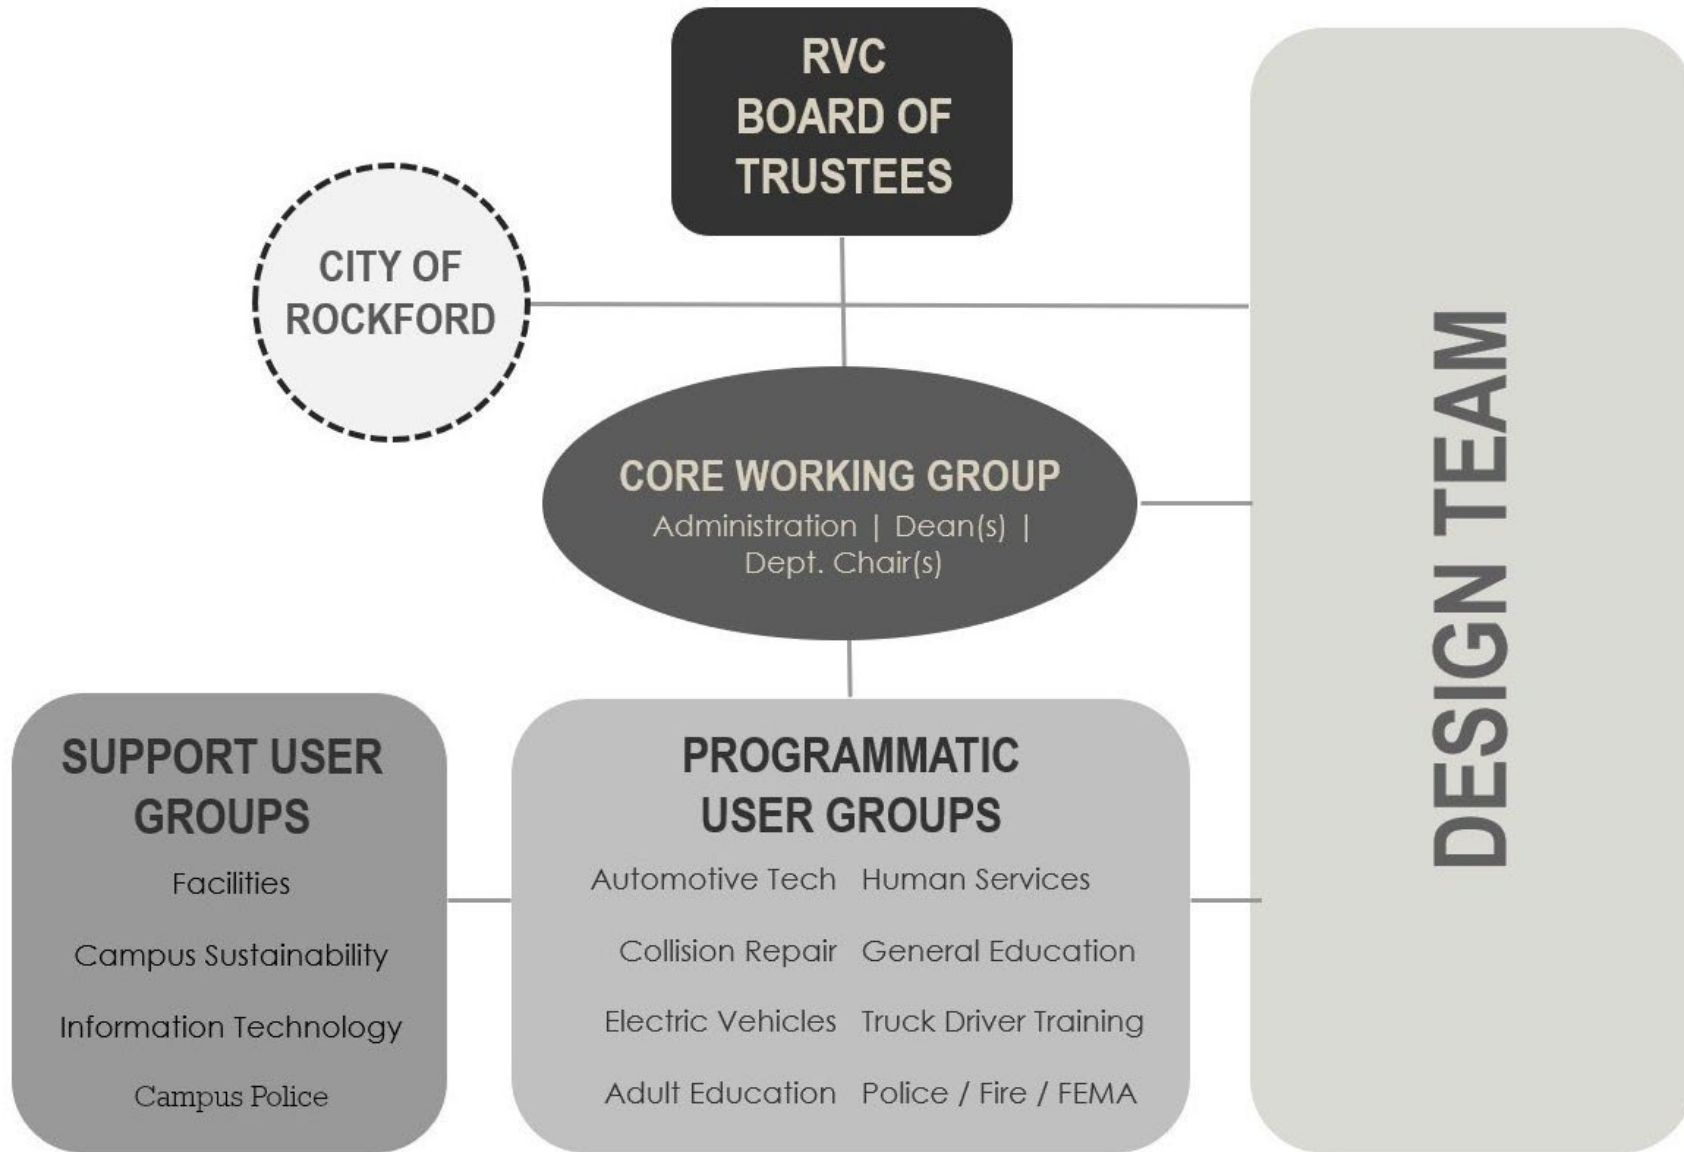 RVC
BOARD OF
TRUSTEES
CITY OF
ROCKFORD
CORE WORKING GROUP
Administration | Dean(s) |
Dept. Chair(s)
SUPPORT USER
GROUPS
Facilities
Campus Sustainability
Information Technology
Campus Police
PROGRAMMATIC
USER GROUPS
Automotive Tech Human Services
Collision Repair General Education
Electric Vehicles Truck Driver Training
Adult Education Police / Fire / FEMA
DESIGN TEAM